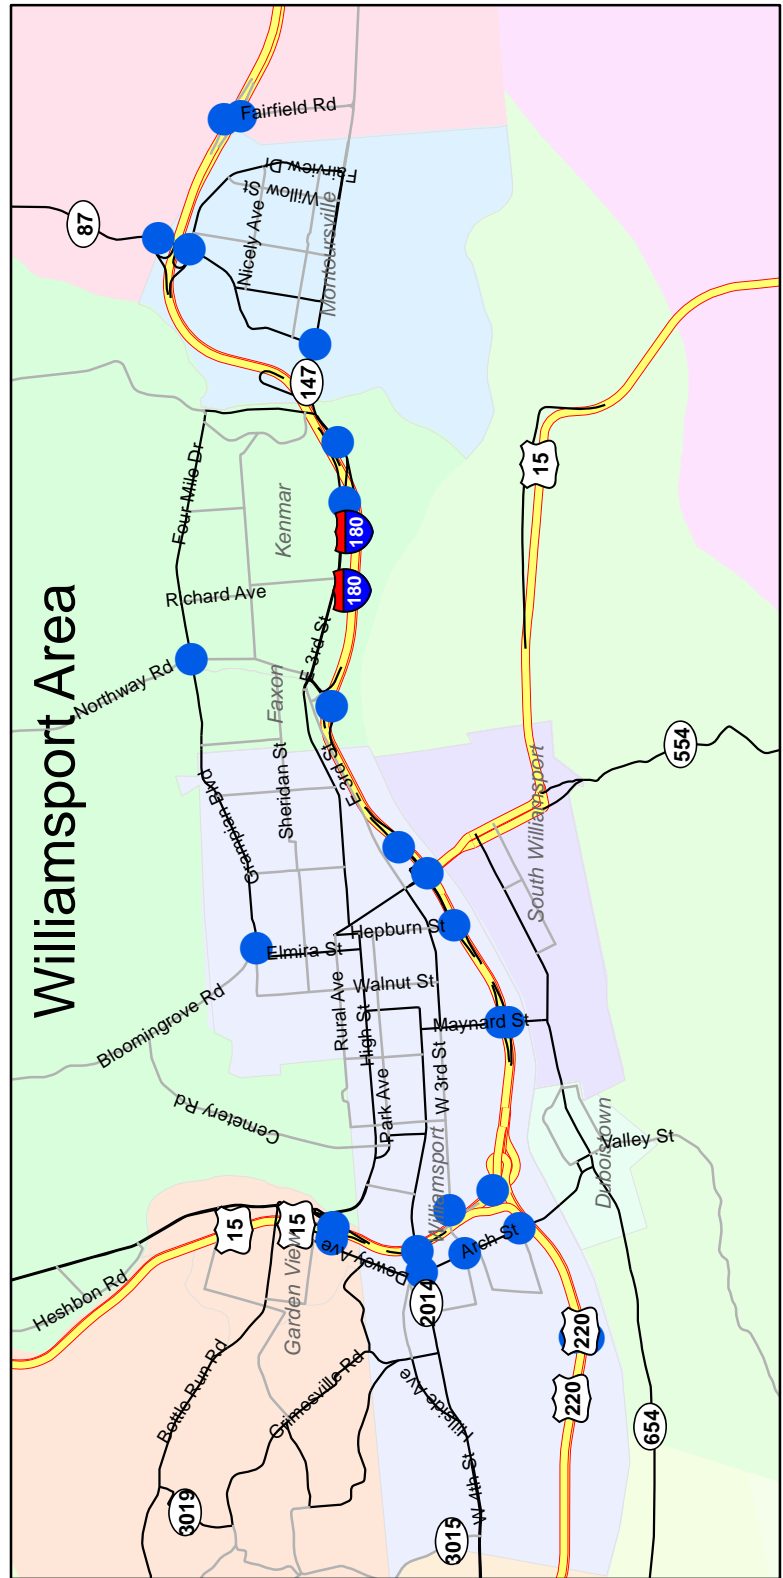 Williamsport Area
Fairfield Rd
Fairview Dr
Willow St
Nicely Ave
Montoursville
87
147
Four Mile Dr
Kenmar
Richard Ave
180
180
15
Northway Rd
Faxon
E 3rd St
E 3rd St
Sheridan St
Grampian Blvd
554
South Williamsport
Hepburn St
Elmira St
Walnut St
Rural Ave
High St
Maynard St
W 3rd St
Park Ave
Bloomingrove Rd
Cemetery Rd
Williamsport
Duboistown
Valley St
15
15
Garden View
Dewey Ave
Arch St
Heshbon Rd
2014
220
220
Bottle Run Rd
Grimesville Rd
Hillside Ave
W 4th St
654
3019
3015